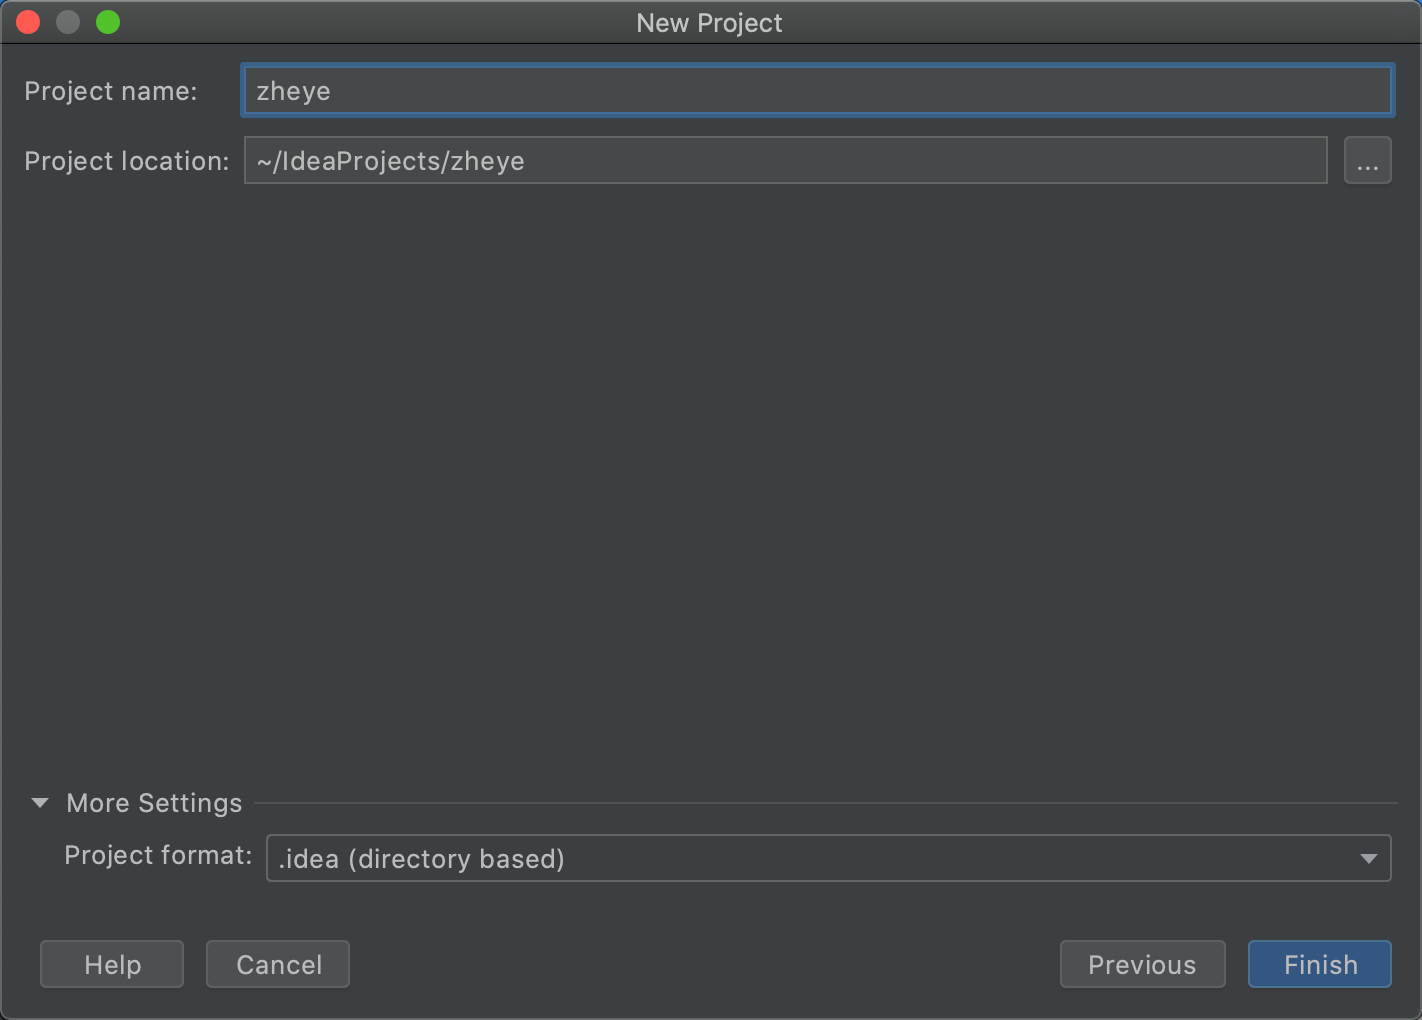 New Project
Project name: zheye
Project location: ~/IdeaProjects/zheye ...
More Settings
Project format: .idea (directory based)
Help Cancel Previous Finish